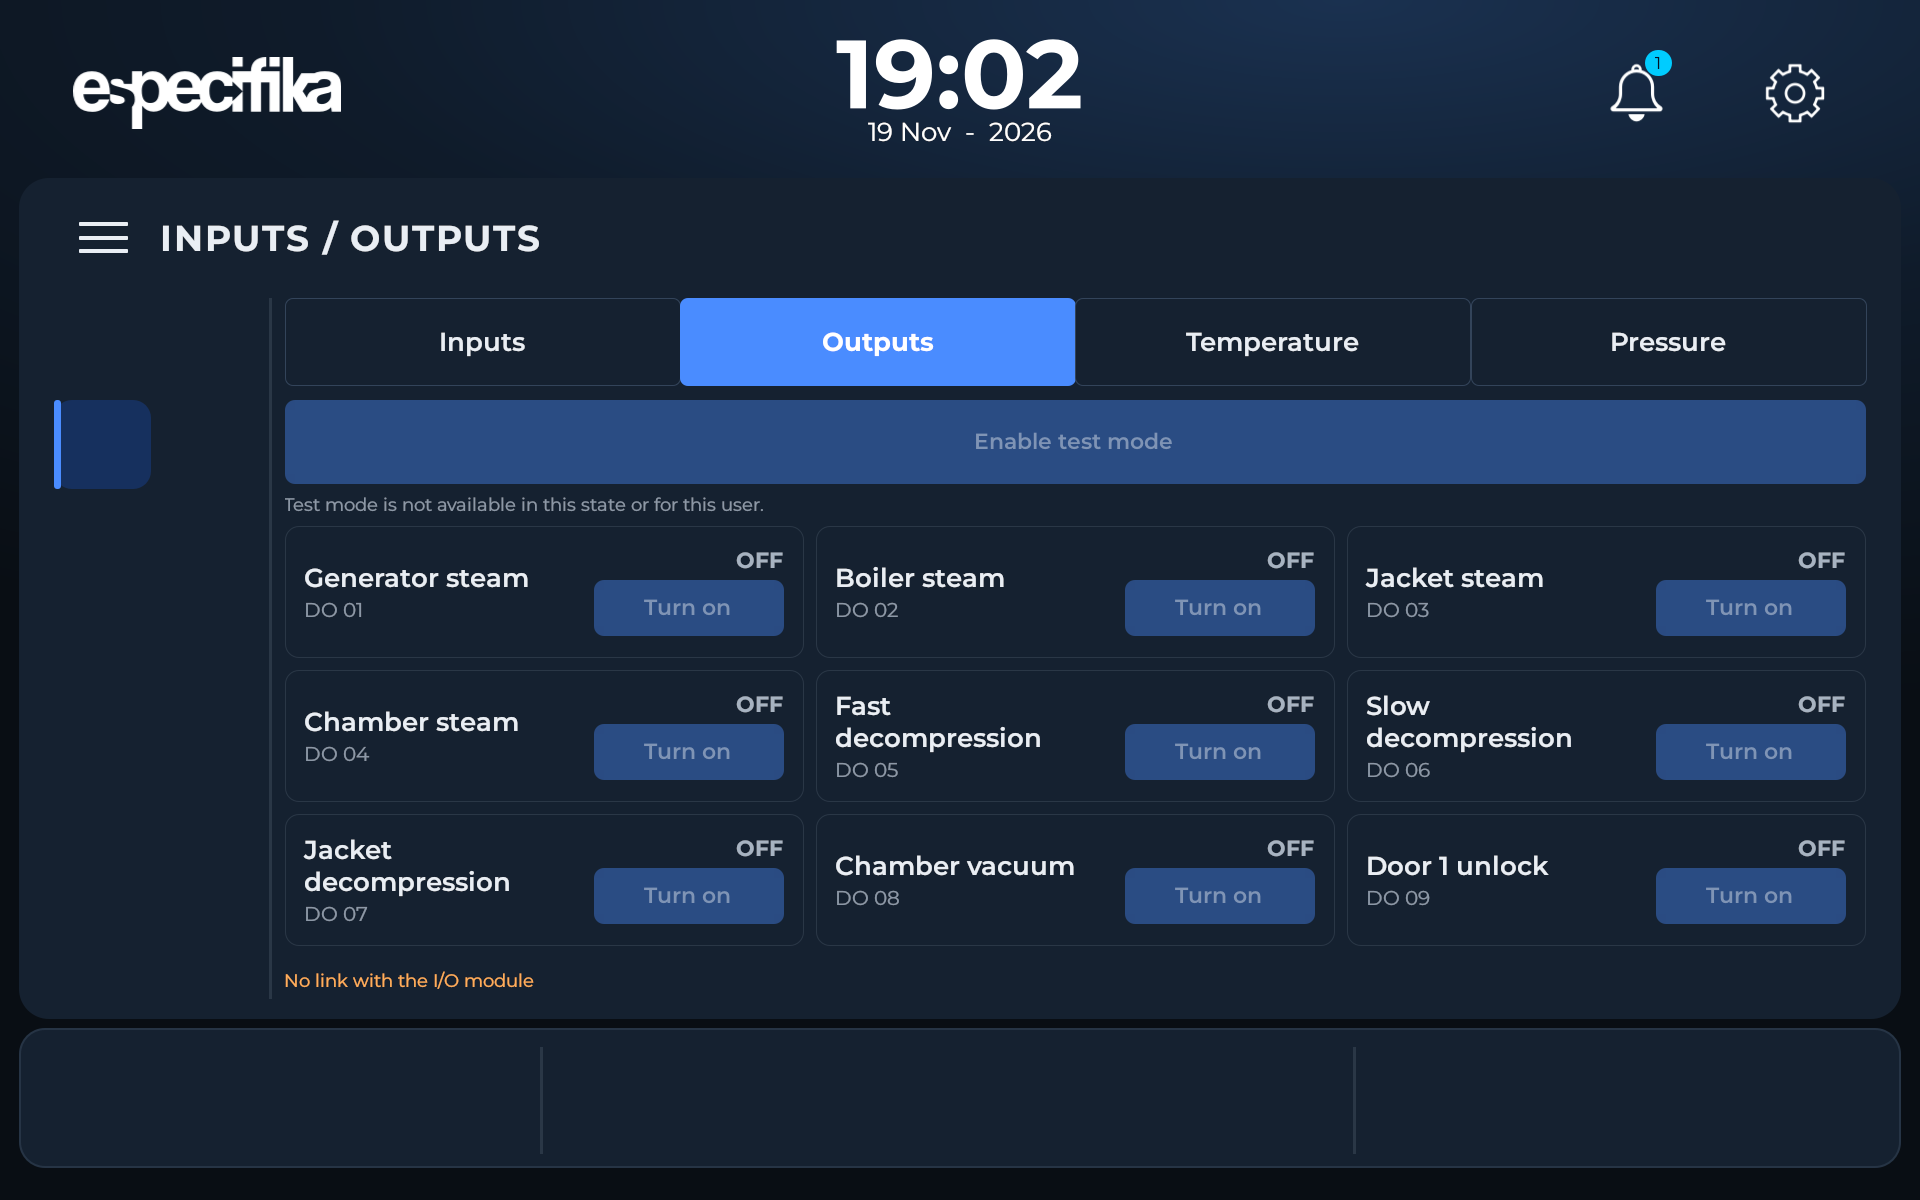 especifika
19:02
19 Nov - 2026
1
INPUTS / OUTPUTS
Inputs
Outputs
Temperature
Pressure
Enable test mode
Test mode is not available in this state or for this user.
Generator steam
DO 01
OFF
Turn on
Boiler steam
DO 02
OFF
Turn on
Jacket steam
DO 03
OFF
Turn on
Chamber steam
DO 04
OFF
Turn on
Fast
decompression
DO 05
OFF
Turn on
Slow
decompression
DO 06
OFF
Turn on
Jacket
decompression
DO 07
OFF
Turn on
Chamber vacuum
DO 08
OFF
Turn on
Door 1 unlock
DO 09
OFF
Turn on
No link with the I/O module